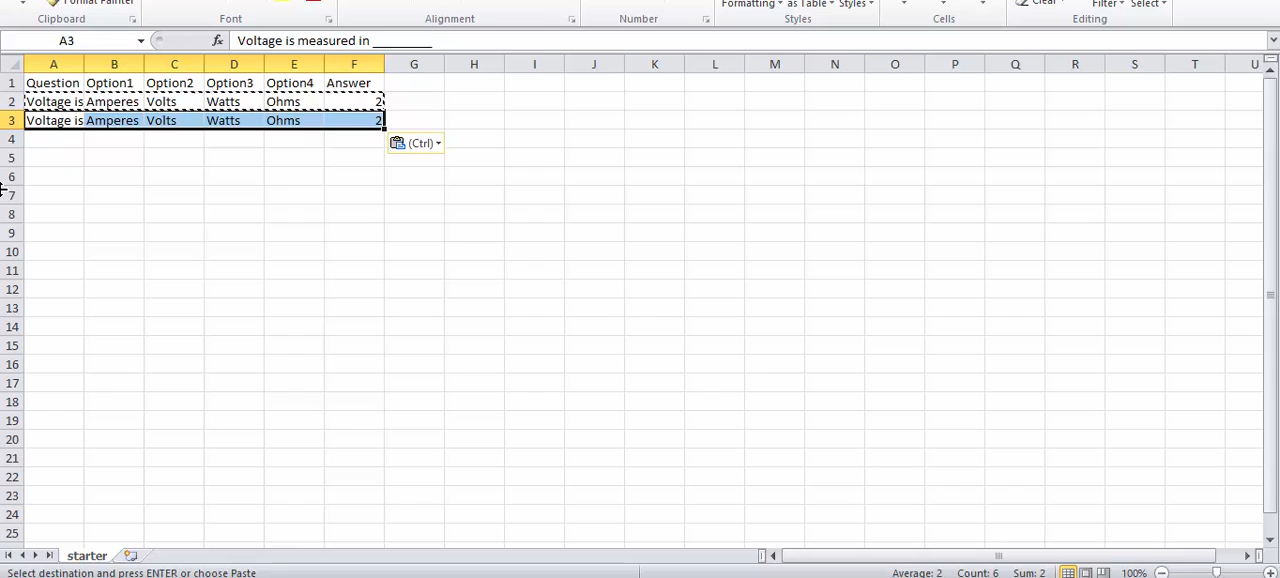 Format Painter
Formatting as Table Styles
Clear
Filter Select
Clipboard Font Alignment Number Styles Cells Editing
A3 fx Voltage is measured in _________
A B C D E F G H I J K L M N O P Q R S T U
1 Question Option1 Option2 Option3 Option4 Answer
2 Voltage is Amperes Volts Watts Ohms 2
3 Voltage is Amperes Volts Watts Ohms 2
4 (Ctrl)
5
6
7
8
9
10
11
12
13
14
15
16
17
18
19
20
21
22
23
24
25
starter
Select destination and press ENTER or choose Paste Average: 2 Count: 6 Sum: 2 100%